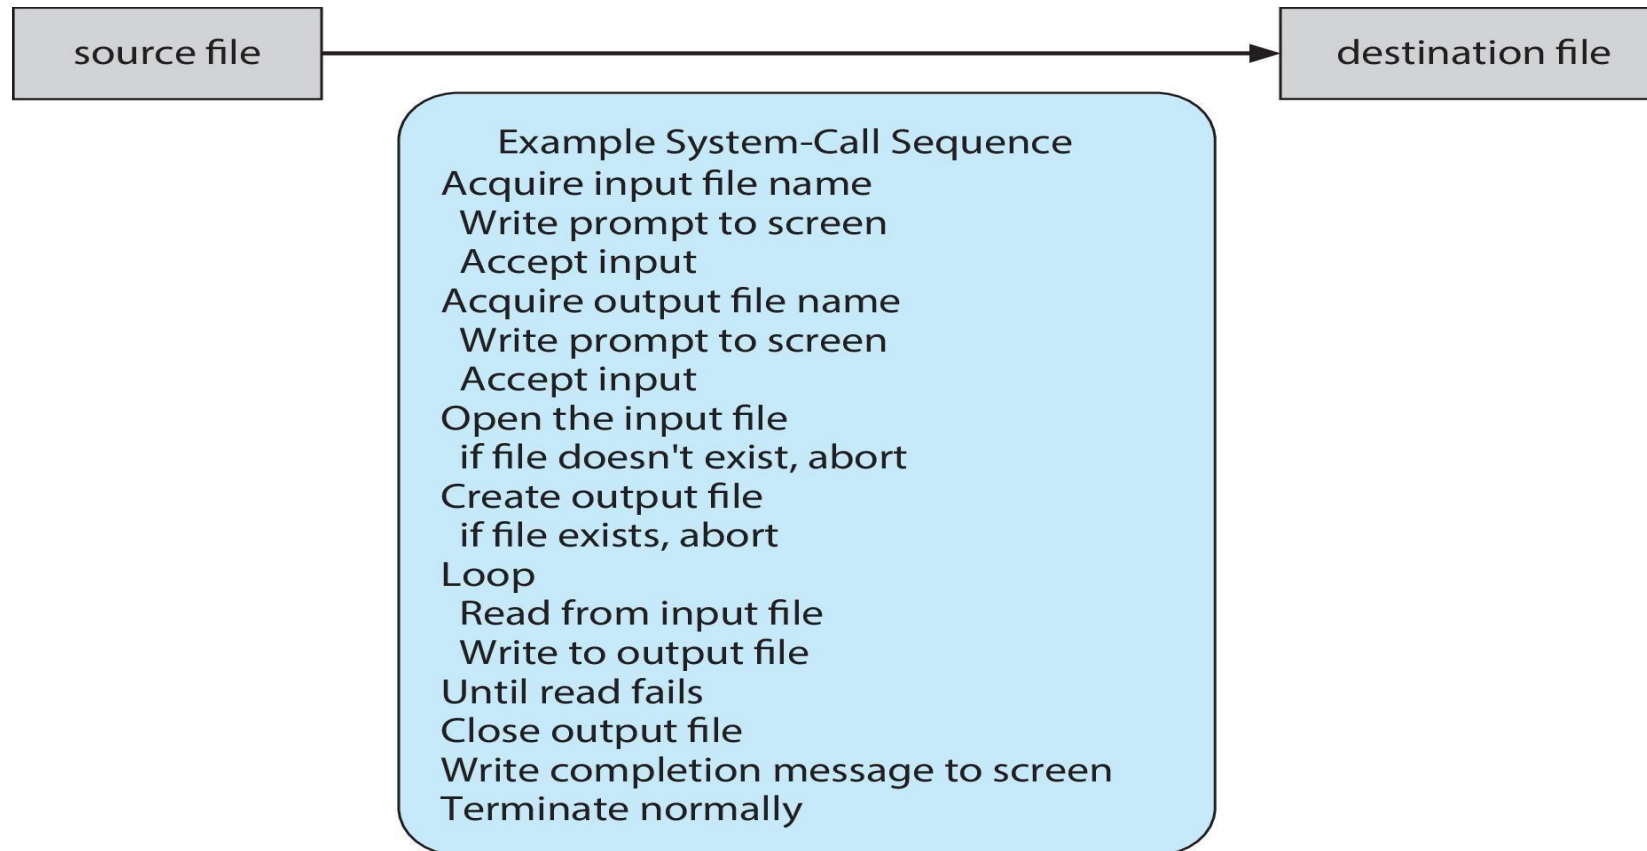 source file
destination file
Example System-Call Sequence
Acquire input file name
Write prompt to screen
Accept input
Acquire output file name
Write prompt to screen
Accept input
Open the input file
if file doesn't exist, abort
Create output file
if file exists, abort
Loop
Read from input file
Write to output file
Until read fails
Close output file
Write completion message to screen
Terminate normally